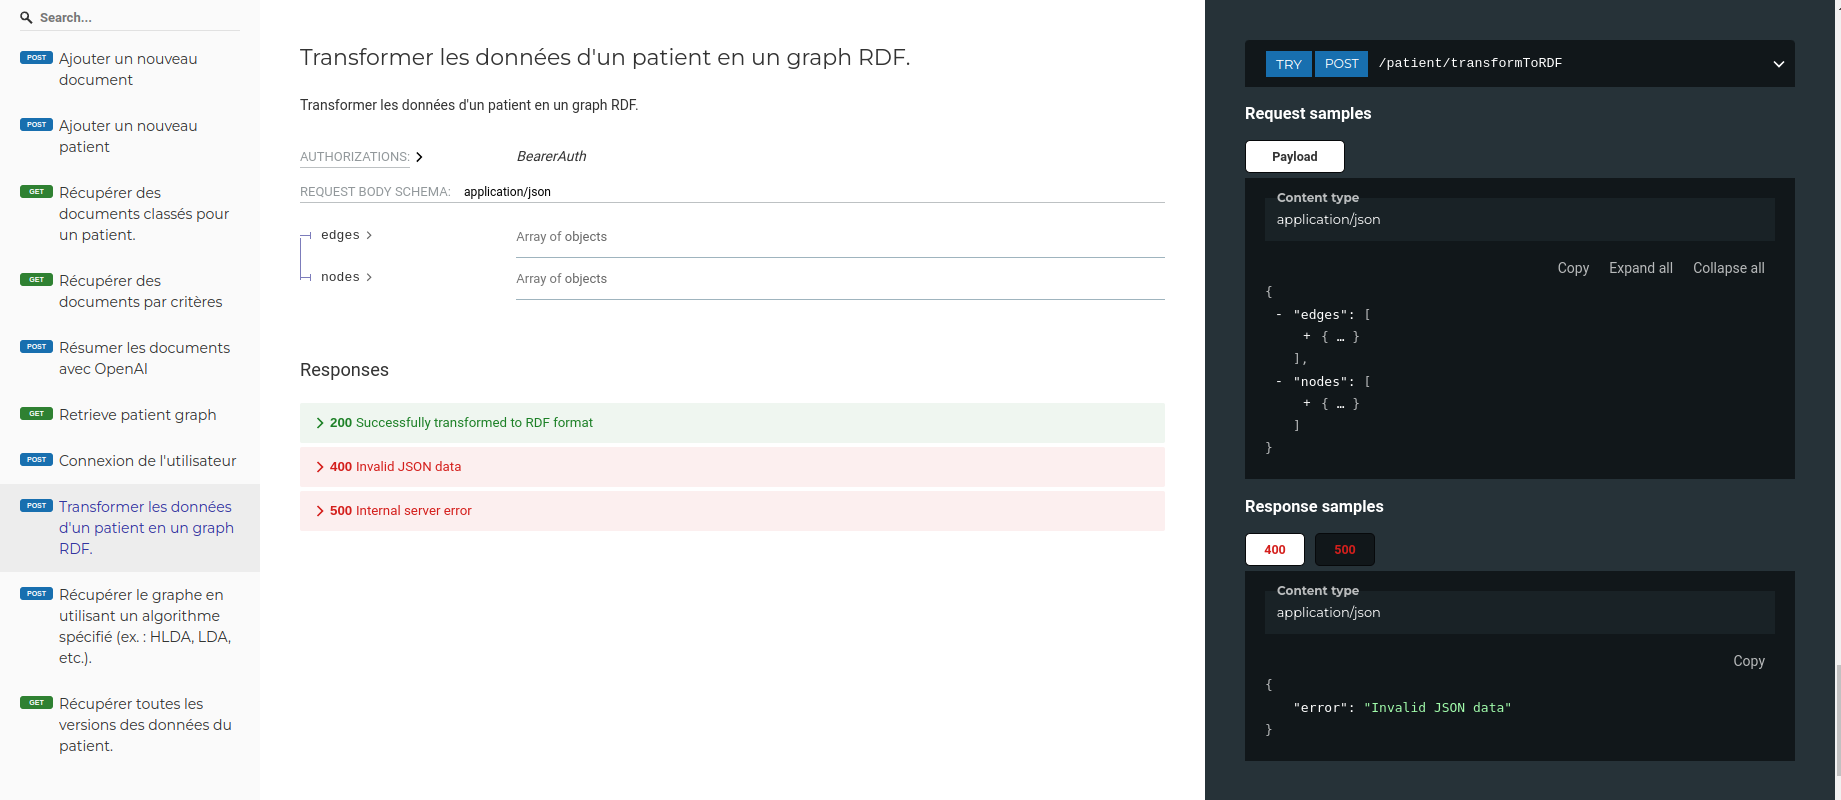 Search...
POST Ajouter un nouveau
document
POST Ajouter un nouveau
patient
GET Récupérer des
documents classés pour
un patient.
GET Récupérer des
documents par critères
POST Résumer les documents
avec OpenAI
GET Retrieve patient graph
POST Connexion de l'utilisateur
POST Transformer les données
d'un patient en un graph
RDF.
POST Récupérer le graphe en
utilisant un algorithme
spécifié (ex. : HLDA, LDA,
etc.).
GET Récupérer toutes les
versions des données du
patient.
Transformer les données d'un patient en un graph RDF.
Transformer les données d'un patient en un graph RDF.
AUTHORIZATIONS: BearerAuth
REQUEST BODY SCHEMA: application/json
edges Array of objects
nodes Array of objects
Responses
200 Successfully transformed to RDF format
400 Invalid JSON data
500 Internal server error
TRY POST /patient/transformToRDF
Request samples
Payload
Content type
application/json
Copy Expand all Collapse all
{
- "edges": [
+ { … }
],
- "nodes": [
+ { … }
]
}
Response samples
400 500
Content type
application/json
Copy
{
"error": "Invalid JSON data"
}